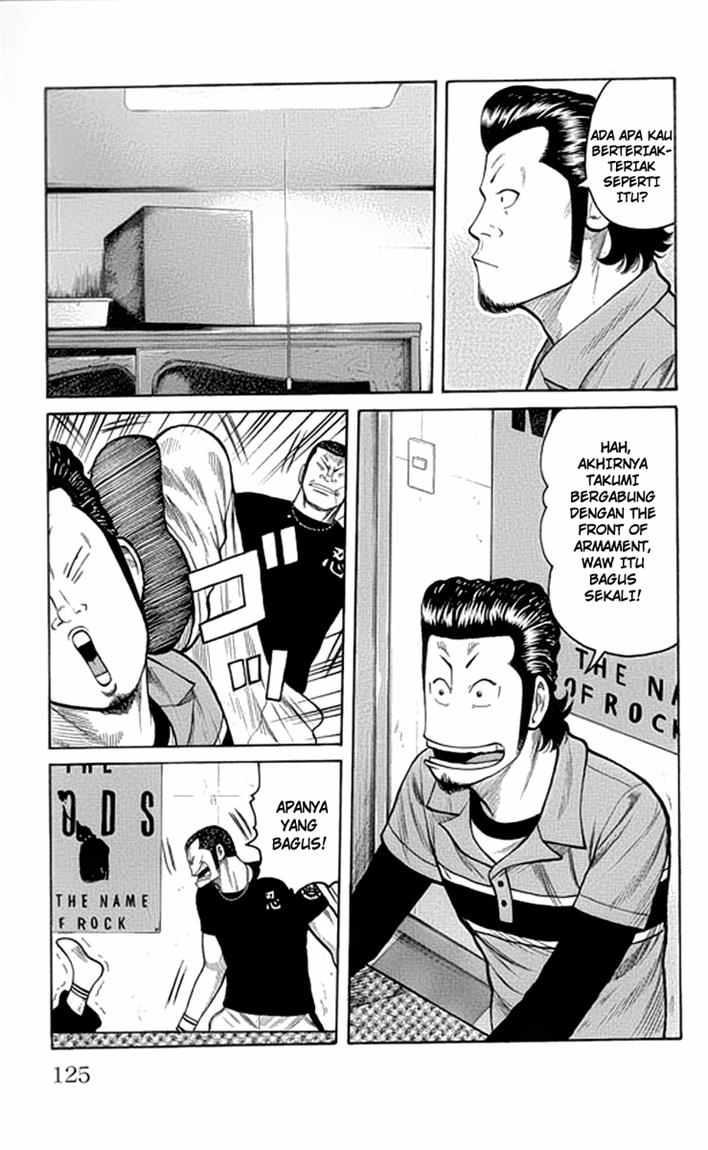 ADA APA KAU
BERTERIAK-
TERIAK
SEPERTI
ITU?
HAH,
AKHIRNYA
TAKUMI
BERGABUNG
DENGAN THE
FRONT OF
ARMAMENT,
WAW ITU
BAGUS
SEKALI!
THE NA
OF ROCK
THE
ODS
THE NAME
F ROCK
APANYA
YANG
BAGUS!
125